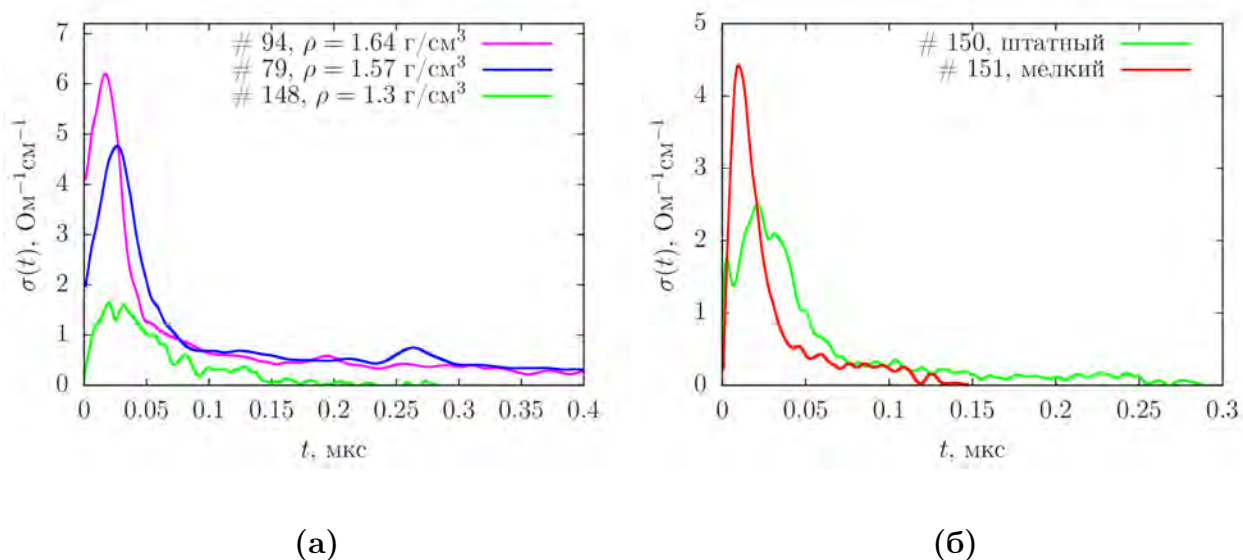 # 94, ρ = 1.64 г/см³
# 79, ρ = 1.57 г/см³
# 148, ρ = 1.3 г/см³
7
6
5
4
3
2
1
0
σ(t), Ом⁻¹см⁻¹
0 0.05 0.1 0.15 0.2 0.25 0.3 0.35 0.4
t, мкс
(а)
# 150, штатный
# 151, мелкий
5
4
3
2
1
0
σ(t), Ом⁻¹см⁻¹
0 0.05 0.1 0.15 0.2 0.25 0.3
t, мкс
(б)